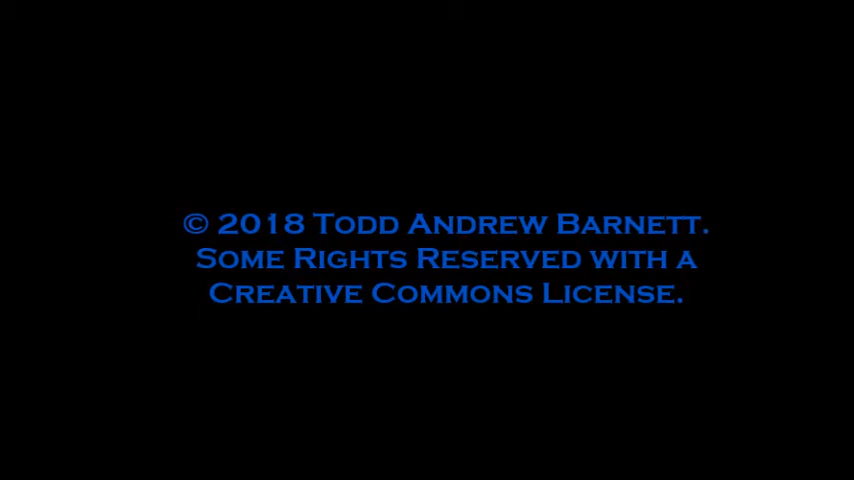 © 2018 Todd Andrew Barnett.
Some Rights Reserved with a
Creative Commons License.